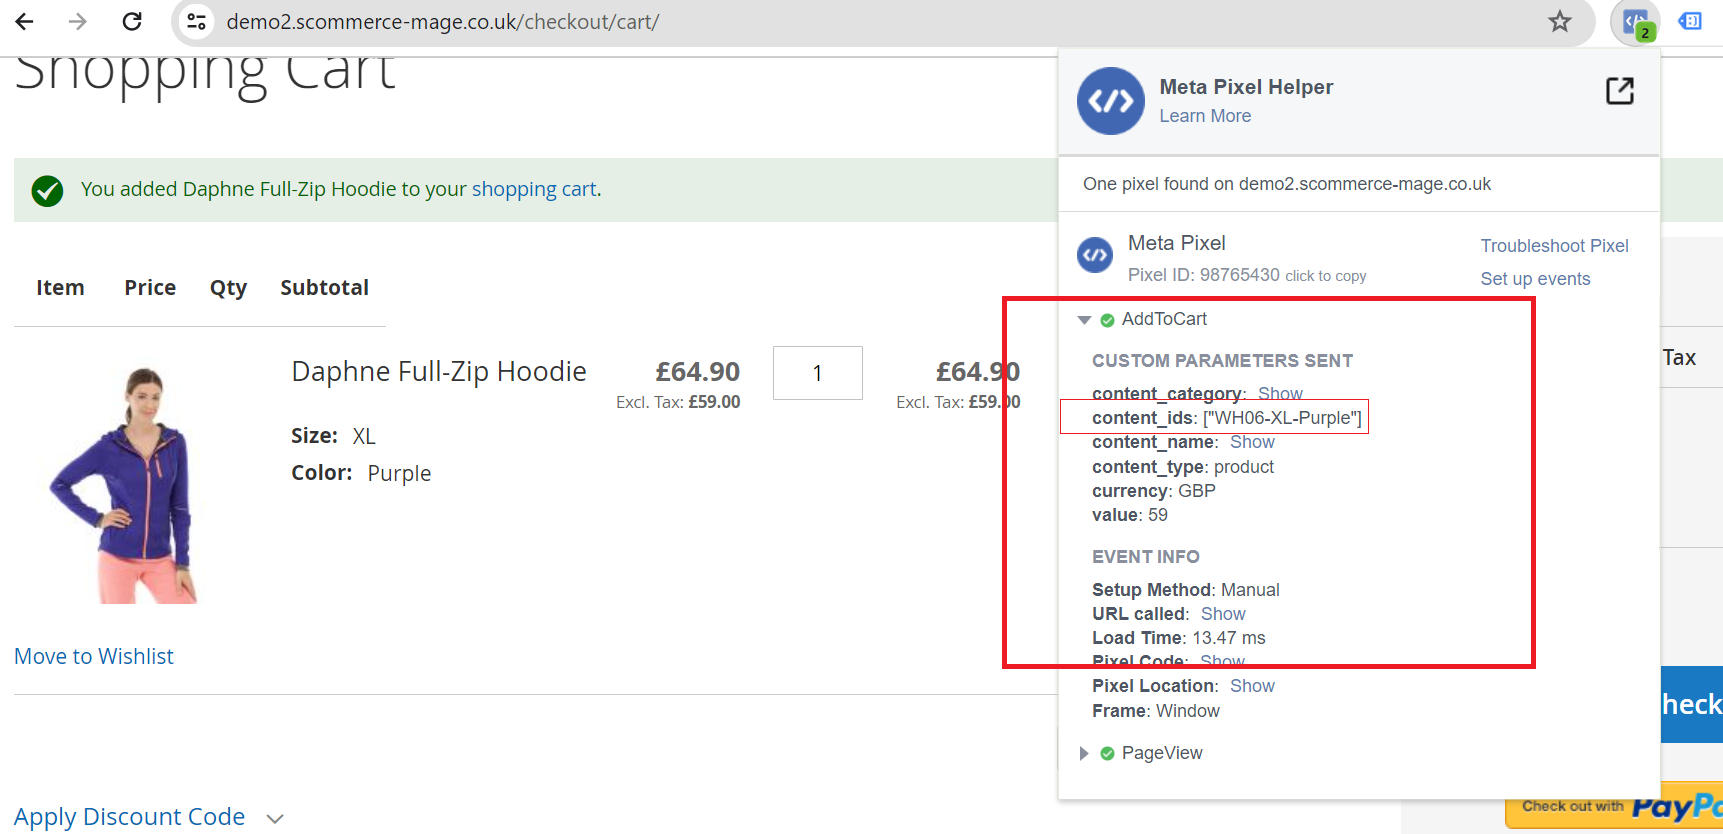 demo2.scommerce-mage.co.uk/checkout/cart/
2
Shopping Cart
You added Daphne Full-Zip Hoodie to your shopping cart.
Item Price Qty Subtotal
Daphne Full-Zip Hoodie £64.90 1 £64.90
Excl. Tax: £59.00 Excl. Tax: £59.00
Size: XL
Color: Purple
Move to Wishlist
Apply Discount Code
Meta Pixel Helper
Learn More
One pixel found on demo2.scommerce-mage.co.uk
Meta Pixel
Troubleshoot Pixel
Pixel ID: 98765430 click to copy
Set up events
AddToCart
CUSTOM PARAMETERS SENT
content_category: Show
content_ids: ["WH06-XL-Purple"]
content_name: Show
content_type: product
currency: GBP
value: 59
EVENT INFO
Setup Method: Manual
URL called: Show
Load Time: 13.47 ms
Pixel Code: Show
Pixel Location: Show
Frame: Window
PageView
Tax
heck
Check out with PayPa